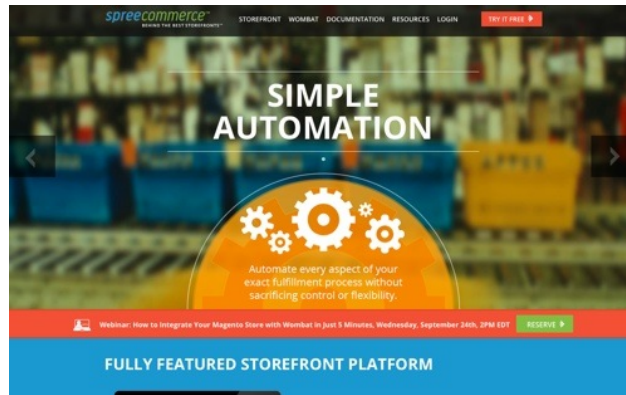 spreecommerce™
BEHIND THE BEST STOREFRONTS™
STOREFRONT WOMBAT DOCUMENTATION RESOURCES LOGIN
TRY IT FREE
SIMPLE
AUTOMATION
Automate every aspect of your
exact fulfillment process without
sacrificing control or flexibility.
Webinar: How to Integrate Your Magento Store with Wombat in Just 5 Minutes, Wednesday, September 24th, 2PM EDT
RESERVE
FULLY FEATURED STOREFRONT PLATFORM